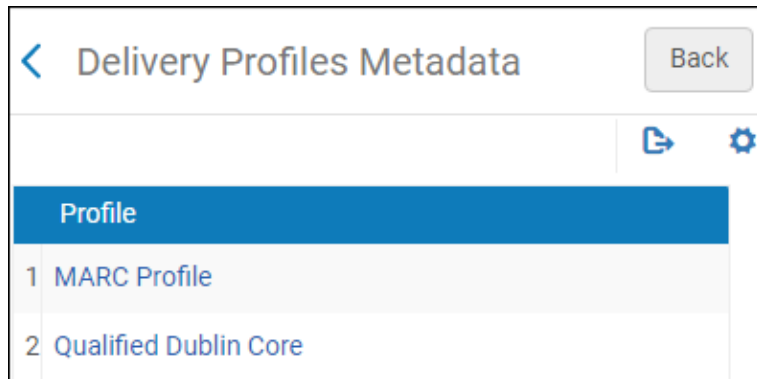 Delivery Profiles Metadata Back
Profile
1 MARC Profile
2 Qualified Dublin Core